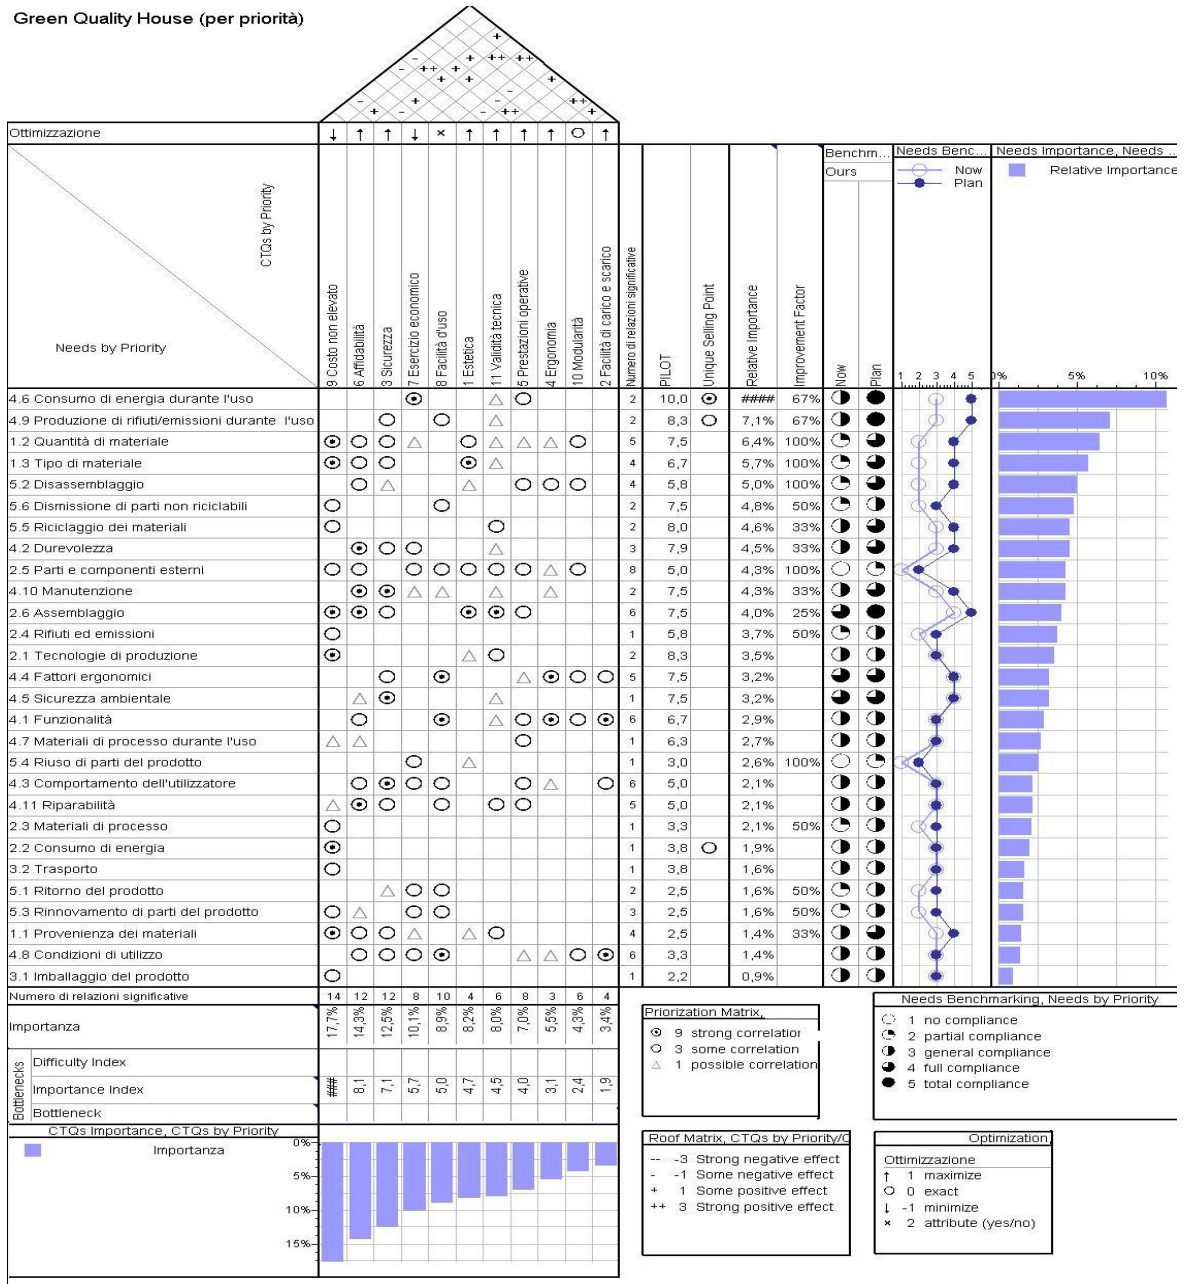 Green Quality House (per priorità)
Ottimizzazione
CTQs by Priority
Needs by Priority
9 Costo non elevato
6 Affidabilità
3 Sicurezza
7 Esercizio economico
8 Facilità d'uso
1 Estetica
11 Validità tecnica
5 Prestazioni operative
4 Ergonomia
10 Modularità
2 Facilità di carico e scarico
Numero di relazioni significative
PILOT
Unique Selling Point
Relative Importance
Improvement Factor
Benchm...
Ours
Now
Plan
Needs Benc...
Now
Plan
1 2 3 4 5
Needs Importance, Needs ...
Relative Importance
0% 5% 10%
4.6 Consumo di energia durante l'uso 2 10,0 #### 67%
4.9 Produzione di rifiuti/emissioni durante l'uso 2 8,3 7,1% 67%
1.2 Quantità di materiale 5 7,5 6,4% 100%
1.3 Tipo di materiale 4 6,7 5,7% 100%
5.2 Disassemblaggio 4 5,8 5,0% 100%
5.6 Dismissione di parti non riciclabili 2 7,5 4,8% 50%
5.5 Riciclaggio dei materiali 2 8,0 4,6% 33%
4.2 Durevolezza 3 7,9 4,5% 33%
2.5 Parti e componenti esterni 8 5,0 4,3% 100%
4.10 Manutenzione 2 7,5 4,3% 33%
2.6 Assemblaggio 6 7,5 4,0% 25%
2.4 Rifiuti ed emissioni 1 5,8 3,7% 50%
2.1 Tecnologie di produzione 2 8,3 3,5%
4.4 Fattori ergonomici 5 7,5 3,2%
4.5 Sicurezza ambientale 1 7,5 3,2%
4.1 Funzionalità 6 6,7 2,9%
4.7 Materiali di processo durante l'uso 1 6,3 2,7%
5.4 Riuso di parti del prodotto 1 3,0 2,6% 100%
4.3 Comportamento dell'utilizzatore 6 5,0 2,1%
4.11 Riparabilità 5 5,0 2,1%
2.3 Materiali di processo 1 3,3 2,1% 50%
2.2 Consumo di energia 1 3,8 1,9%
3.2 Trasporto 1 3,8 1,6%
5.1 Ritorno del prodotto 2 2,5 1,6% 50%
5.3 Rinnovamento di parti del prodotto 3 2,5 1,6% 50%
1.1 Provenienza dei materiali 4 2,5 1,4% 33%
4.8 Condizioni di utilizzo 6 3,3 1,4%
3.1 Imballaggio del prodotto 1 2,2 0,9%
Numero di relazioni significative 14 12 12 8 10 4 6 8 3 6 4
Importanza 17,7% 14,3% 12,5% 10,1% 8,9% 8,2% 8,0% 7,0% 5,5% 4,3% 3,4%
Bottlenecks
Difficulty Index
Importance Index ### 8,1 7,1 5,7 5,0 4,7 4,5 4,0 3,1 2,4 1,9
Bottleneck
CTQs Importance, CTQs by Priority
Importanza
0%
5%
10%
15%
Priorization Matrix,
9 strong correlation
3 some correlation
1 possible correlation
Needs Benchmarking, Needs by Priority
1 no compliance
2 partial compliance
3 general compliance
4 full compliance
5 total compliance
Roof Matrix, CTQs by Priority/C
-- -3 Strong negative effect
- -1 Some negative effect
+ 1 Some positive effect
++ 3 Strong positive effect
Optimization,
Ottimizzazione
↑ 1 maximize
O 0 exact
↓ -1 minimize
× 2 attribute (yes/no)